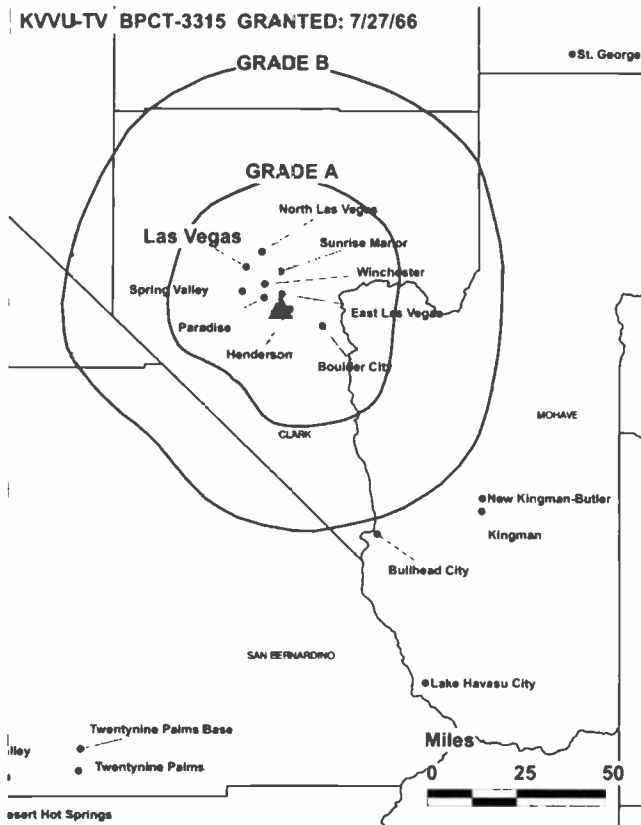 KVVU-TV BPCT-3315 GRANTED: 7/27/66
GRADE B
St. George
GRADE A
North Las Vegas
Las Vegas
Sunrise Manor
Winchester
Spring Valley
East Las Vegas
Paradise
Henderson
Boulder City
MOHAVE
CLARK
New Kingman-Butler
Kingman
Bullhead City
SAN BERNARDINO
Lake Havasu City
Twentynine Palms Base
Miles
lley
Twentynine Palms
0 25 50
esert Hot Springs